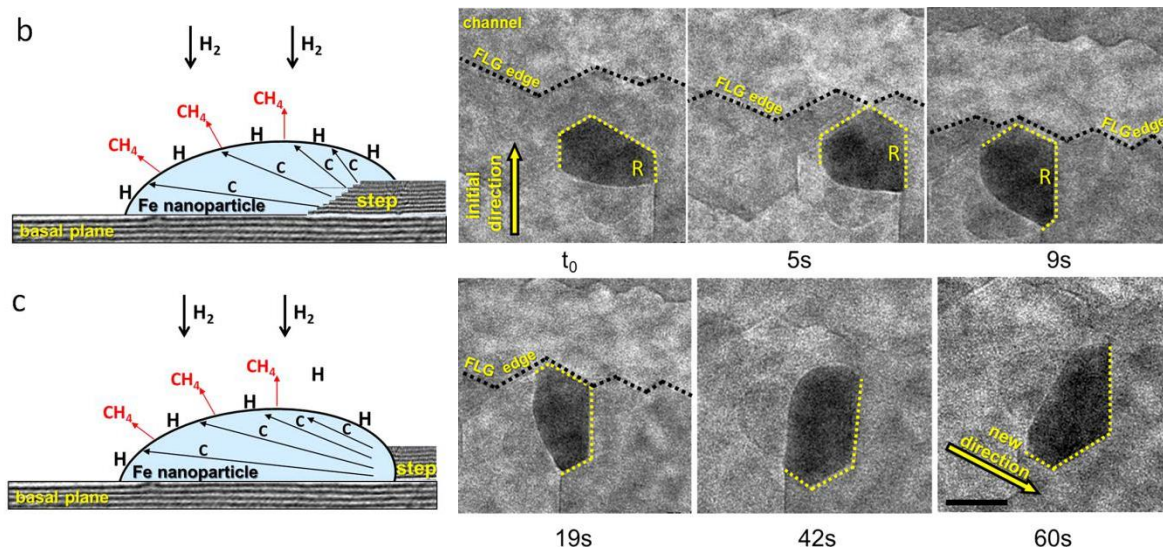 b
H₂
H₂
CH₄
CH₄
CH₄
H
H
H
H
H
C
C
C
C
Fe nanoparticle
step
basal plane
channel
FLG edge
Initial direction
R
t₀
FLG edge
R
5s
FLG edge
R
9s
c
H₂
H₂
CH₄
CH₄
CH₄
H
H
H
H
H
C
C
C
C
Fe nanoparticle
step
basal plane
FLG edge
19s
42s
new direction
60s